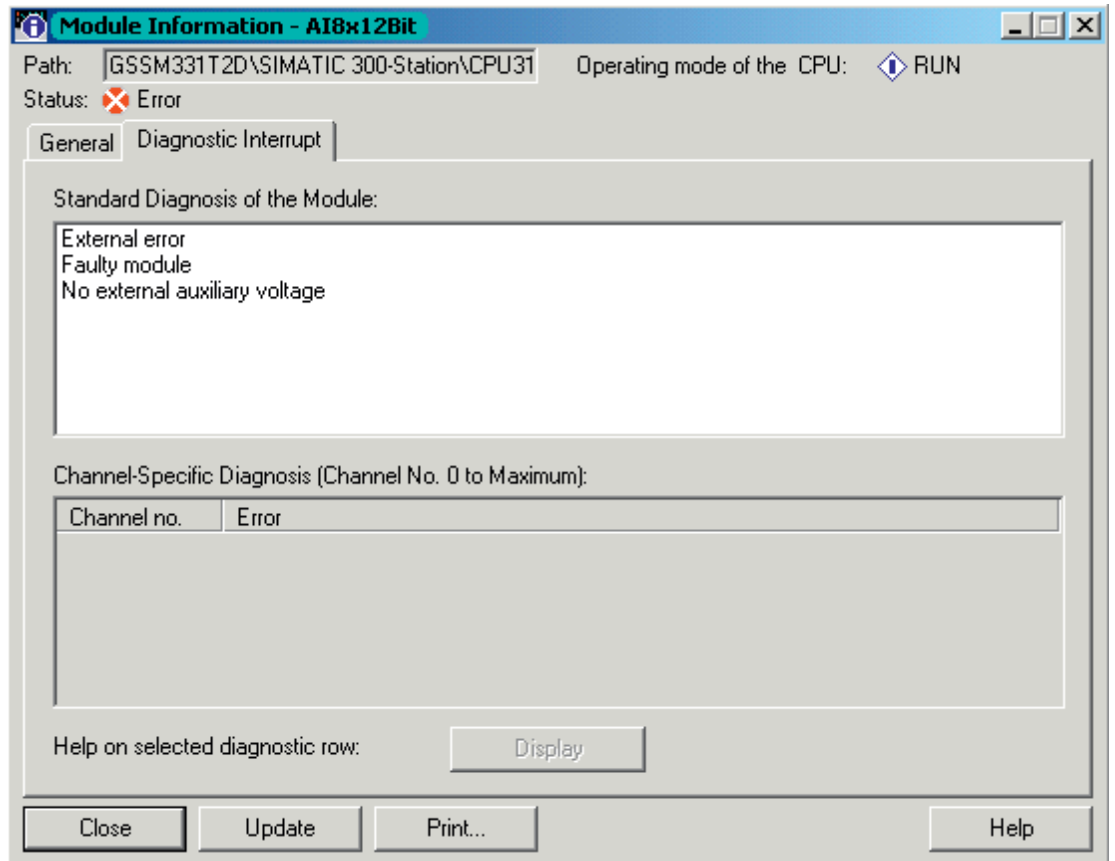 Module Information - AI8x12Bit
Path: GSSM331T2D\SIMATIC 300-Station\CPU31 Operating mode of the CPU: RUN
Status: Error
General Diagnostic Interrupt
Standard Diagnosis of the Module:
External error
Faulty module
No external auxiliary voltage
Channel-Specific Diagnosis (Channel No. 0 to Maximum):
Channel no. Error
Help on selected diagnostic row: Display
Close Update Print... Help